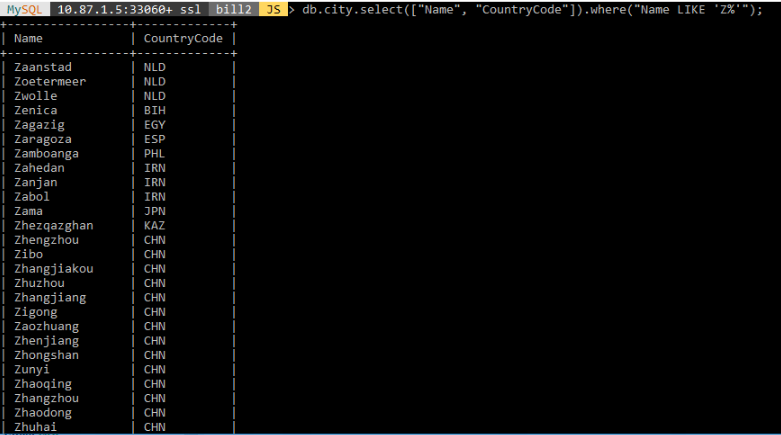 MySQL 10.87.1.5:33060+ ssl bill2 JS > db.city.select(["Name", "CountryCode"]).where("Name LIKE 'Z%'");
+----------------+-------------+
| Name | CountryCode |
+----------------+-------------+
| Zaanstad | NLD |
| Zoetermeer | NLD |
| Zwolle | NLD |
| Zenica | BIH |
| Zagazig | EGY |
| Zaragoza | ESP |
| Zamboanga | PHL |
| Zahedan | IRN |
| Zanjan | IRN |
| Zabol | IRN |
| Zama | JPN |
| Zhezqazghan | KAZ |
| Zhengzhou | CHN |
| Zibo | CHN |
| Zhangjiakou | CHN |
| Zhuzhou | CHN |
| Zhangjiang | CHN |
| Zigong | CHN |
| Zaozhuang | CHN |
| Zhenjiang | CHN |
| Zhongshan | CHN |
| Zunyi | CHN |
| Zhaoqing | CHN |
| Zhangzhou | CHN |
| Zhaodong | CHN |
| Zhuhai | CHN |